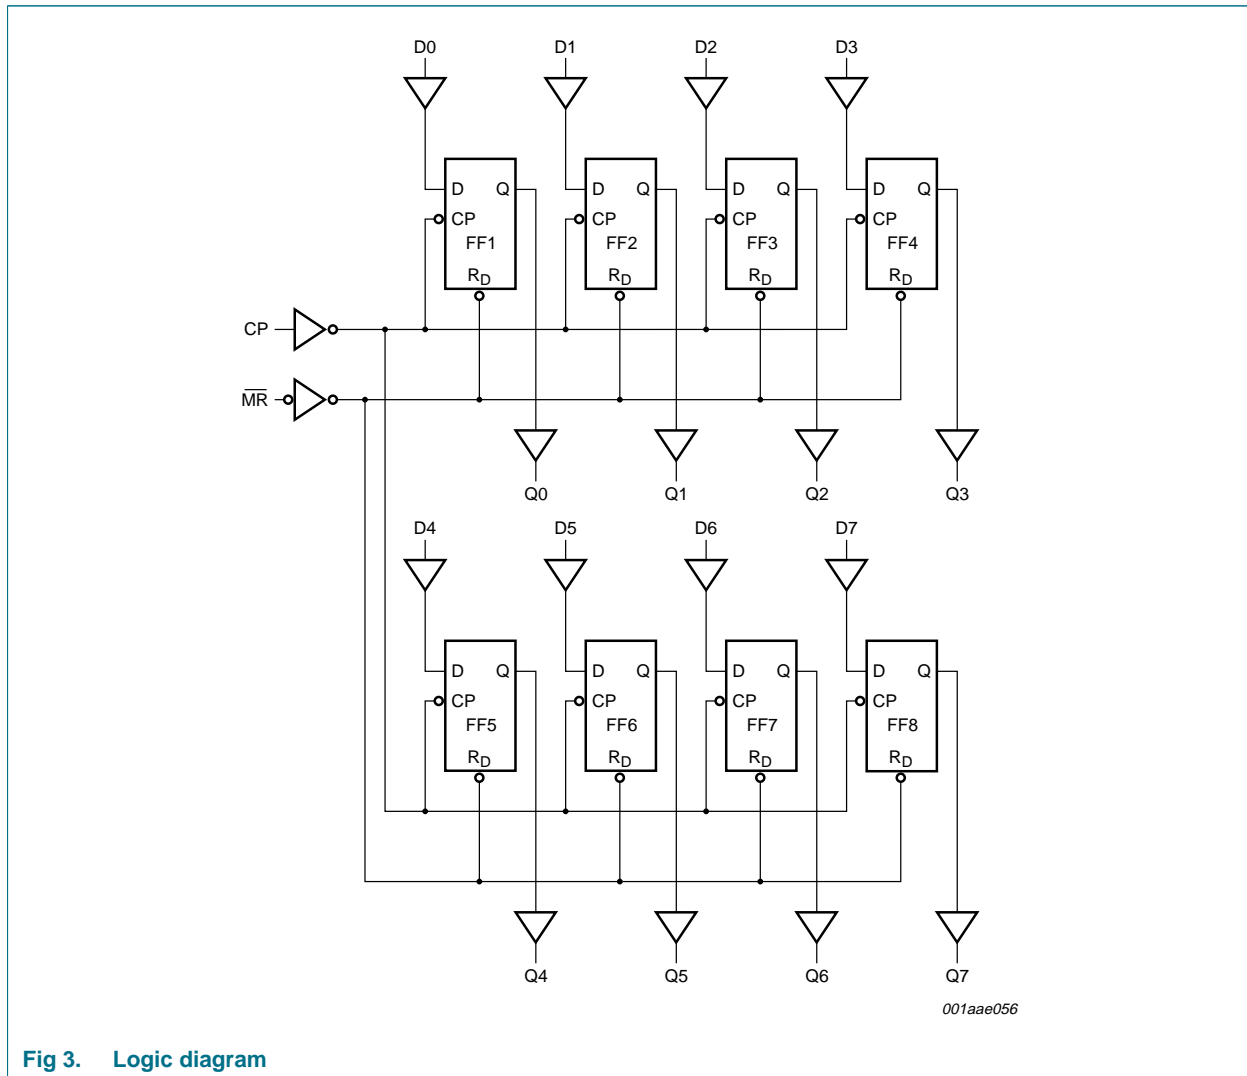 D0 D1 D2 D3
D Q D Q D Q D Q
CP CP CP CP
FF1 FF2 FF3 FF4
RD RD RD RD
CP
MR
Q0 Q1 Q2 Q3
D4 D5 D6 D7
D Q D Q D Q D Q
CP CP CP CP
FF5 FF6 FF7 FF8
RD RD RD RD
Q4 Q5 Q6 Q7
001aae056
Fig 3. Logic diagram